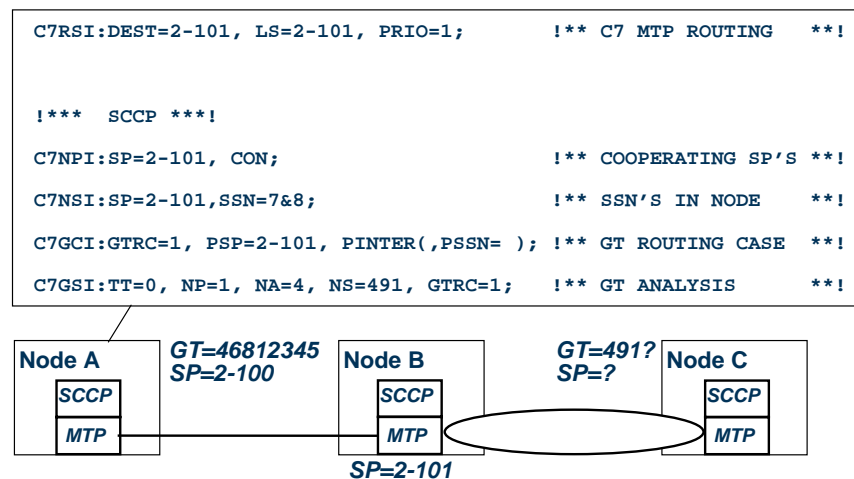 C7RSI:DEST=2-101, LS=2-101, PRIO=1; !** C7 MTP ROUTING **!
!*** SCCP ***!
C7NPI:SP=2-101, CON; !** COOPERATING SP'S **!
C7NSI:SP=2-101,SSN=7&8; !** SSN'S IN NODE **!
C7GCI:GTRC=1, PSP=2-101, PINTER(,PSSN= ); !** GT ROUTING CASE **!
C7GSI:TT=0, NP=1, NA=4, NS=491, GTRC=1; !** GT ANALYSIS **!
Node A
GT=46812345
SP=2-100
Node B
GT=491?
SP=?
Node C
SCCP
SCCP
SCCP
MTP
MTP
MTP
SP=2-101